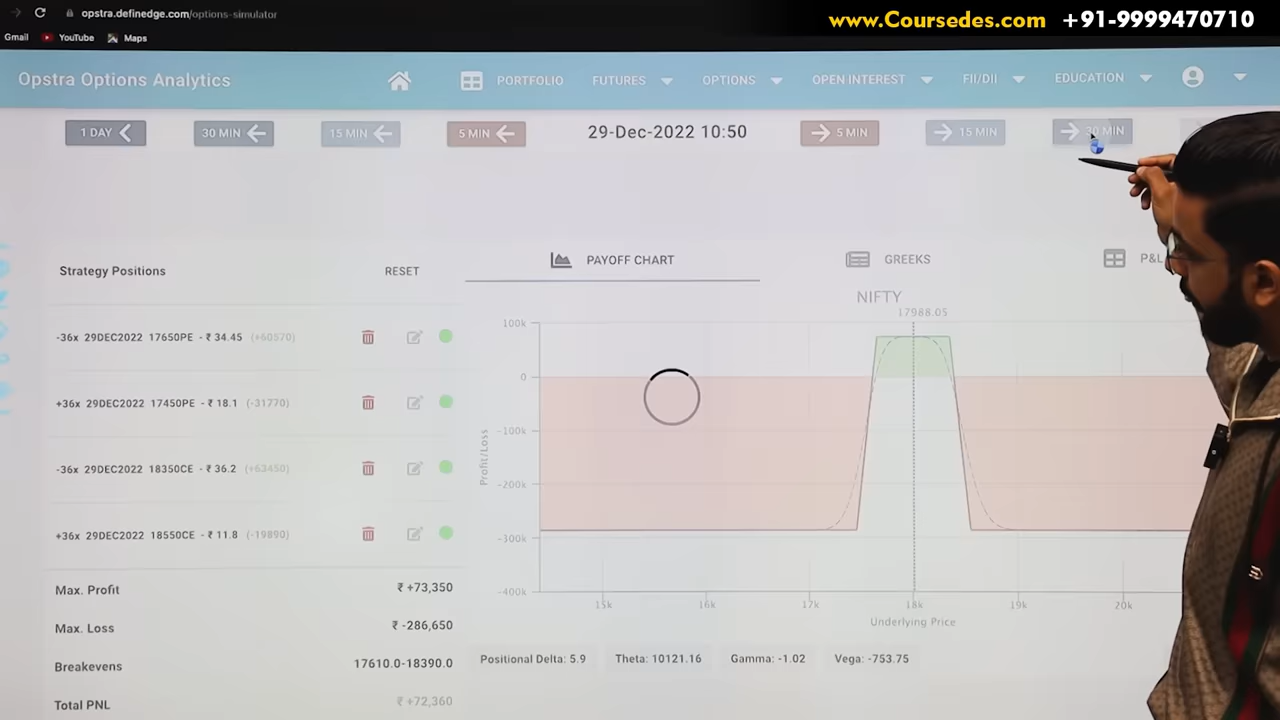 opstra.definedge.com/options-simulator
www.Coursedes.com +91-9999470710
Gmail YouTube Maps
Opstra Options Analytics
PORTFOLIO FUTURES OPTIONS OPEN INTEREST FII/DII EDUCATION
1 DAY 30 MIN 15 MIN 5 MIN 29-Dec-2022 10:50 5 MIN 15 MIN 30 MIN
Strategy Positions RESET
PAYOFF CHART GREEKS P&L
NIFTY
17988.05
-36x 29DEC2022 17650PE - ₹ 34.45 (+60570)
+36x 29DEC2022 17450PE - ₹ 18.1 (-31770)
-36x 29DEC2022 18350CE - ₹ 36.2 (+63450)
+36x 29DEC2022 18550CE - ₹ 11.8 (-19890)
Max. Profit ₹ +73,350
Max. Loss ₹ -286,650
Breakevens 17610.0-18390.0
Total PNL ₹ +72,360
100k
0
-100k
-200k
-300k
-400k
Profit/Loss
15k 16k 17k 18k 19k 20k
Underlying Price
Positional Delta: 5.9 Theta: 10121.16 Gamma: -1.02 Vega: -753.75